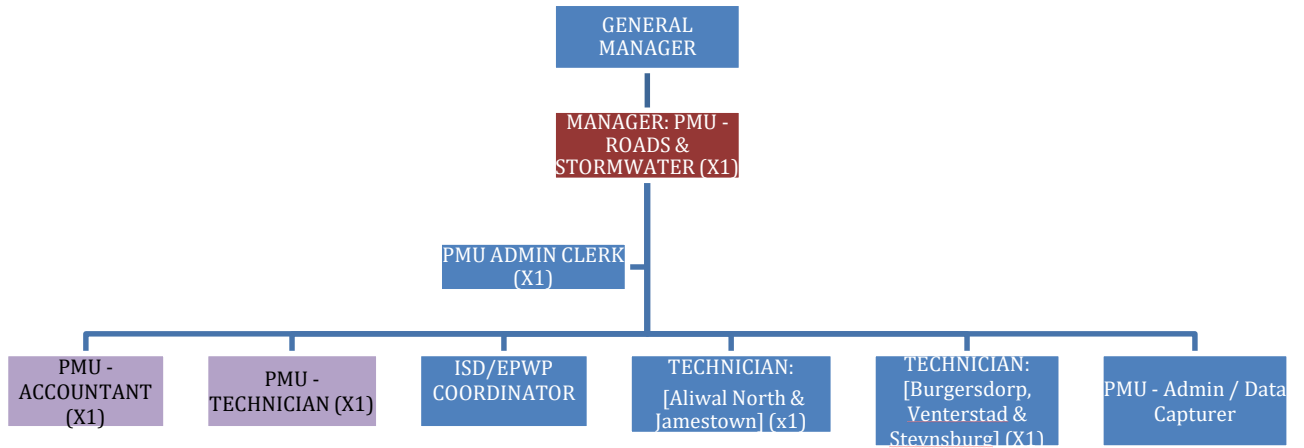 GENERAL
MANAGER
MANAGER: PMU -
ROADS &
STORMWATER (X1)
PMU ADMIN CLERK
(X1)
PMU -
ACCOUNTANT
(X1)
PMU -
TECHNICIAN (X1)
ISD/EPWP
COORDINATOR
TECHNICIAN:
[Aliwal North &
Jamestown] (x1)
TECHNICIAN:
[Burgersdorp,
Venterstad &
Steynsburg] (X1)
PMU - Admin / Data
Capturer